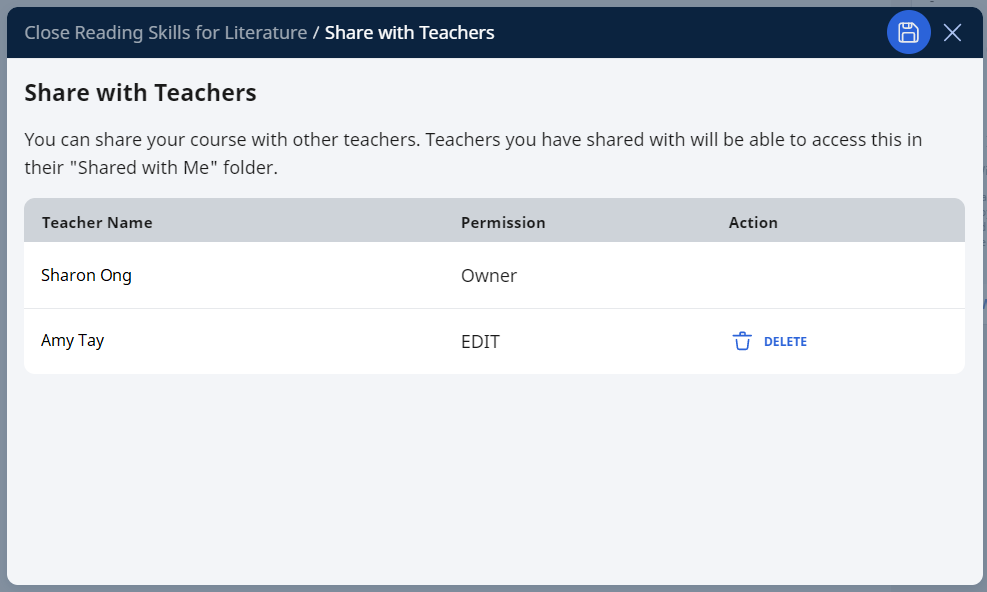 Close Reading Skills for Literature / Share with Teachers
Share with Teachers
You can share your course with other teachers. Teachers you have shared with will be able to access this in
their "Shared with Me" folder.
Teacher Name Permission Action
Sharon Ong Owner
Amy Tay EDIT DELETE